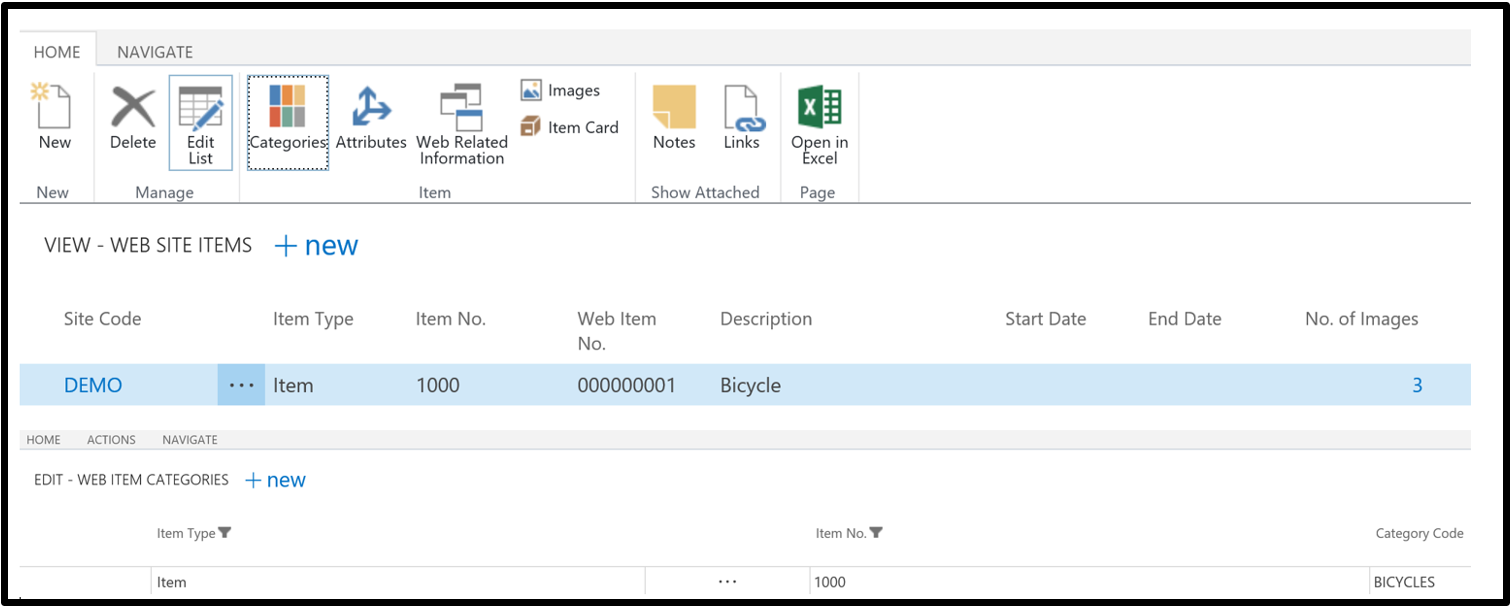 HOME NAVIGATE
New
Delete
Edit
List
Categories
Attributes
Web Related
Information
Images
Item Card
Notes
Links
Open in
Excel
New Manage Item Show Attached Page
VIEW - WEB SITE ITEMS + new
Site Code Item Type Item No. Web Item
No. Description Start Date End Date No. of Images
DEMO ... Item 1000 000000001 Bicycle 3
HOME ACTIONS NAVIGATE
EDIT - WEB ITEM CATEGORIES + new
Item Type Item No. Category Code
Item ... 1000 BICYCLES